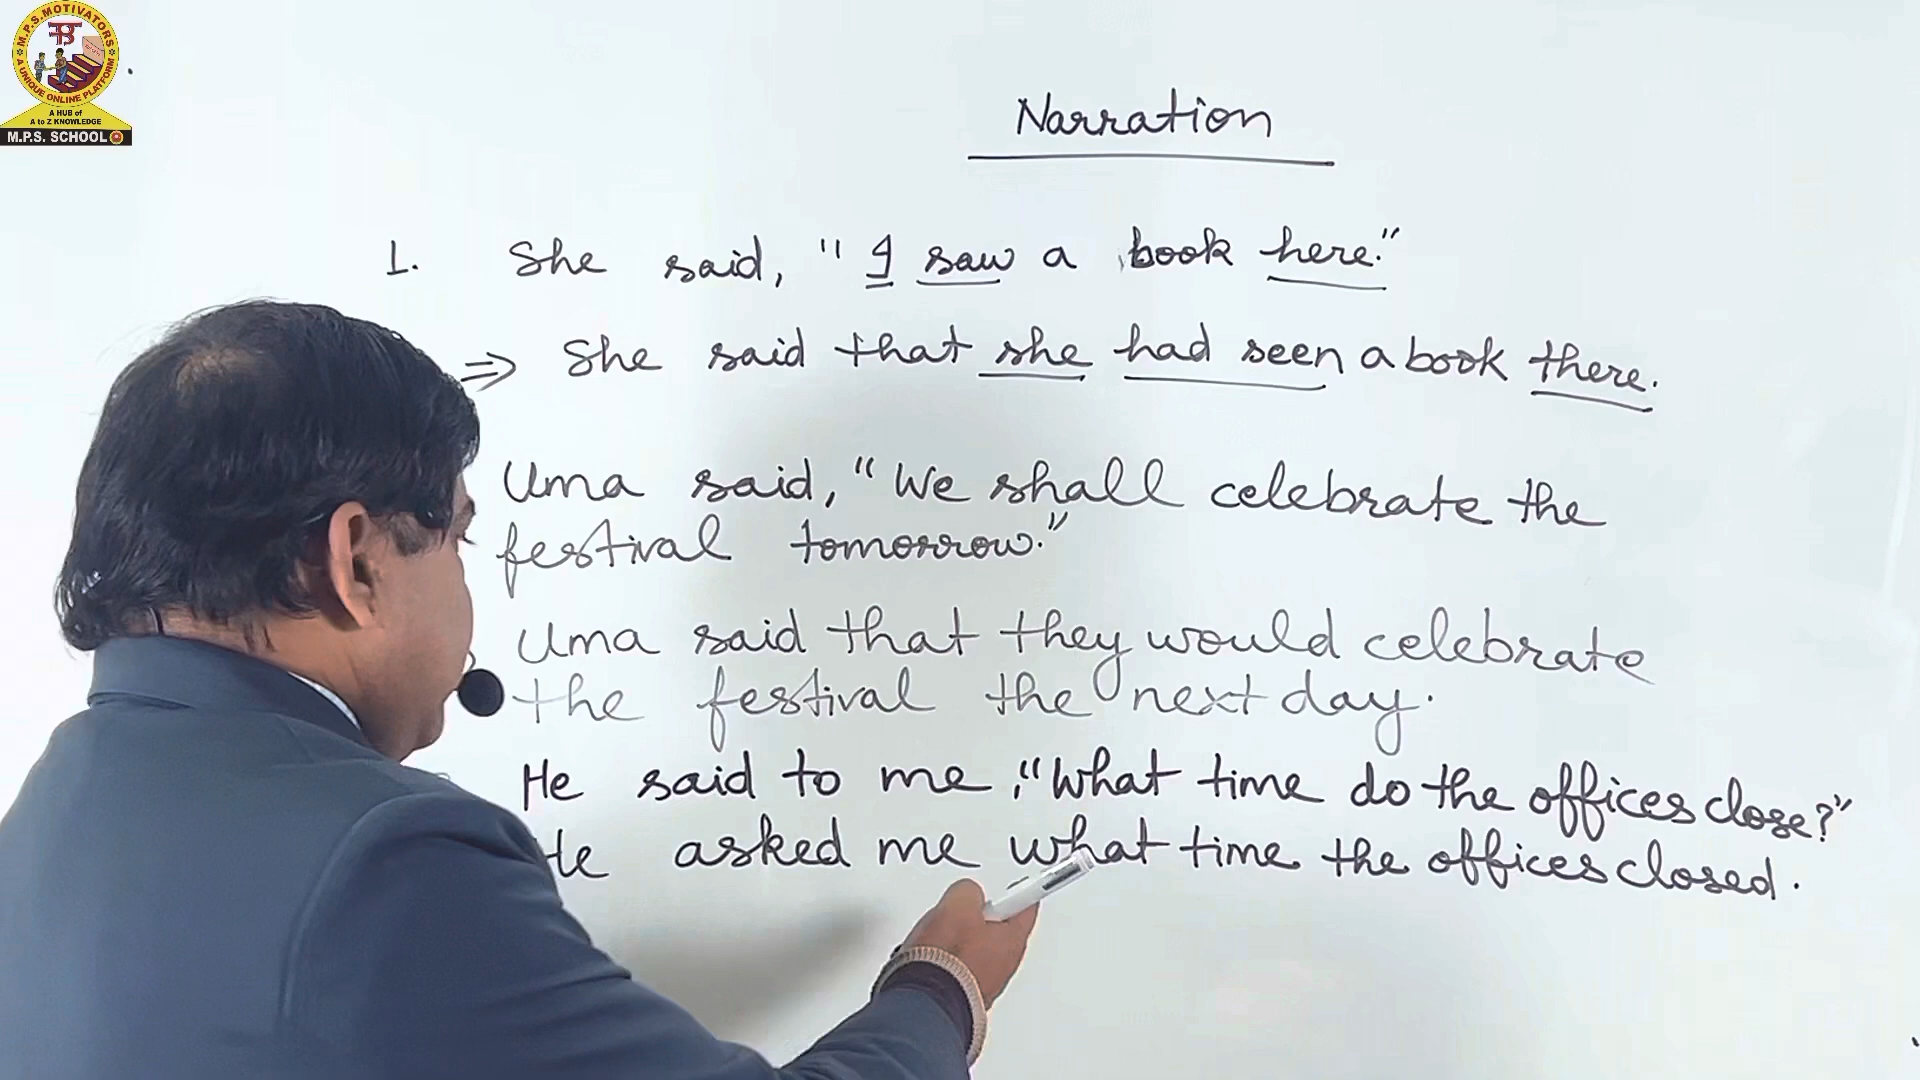 M.P.S. MOTIVATORS
A UNIQUE ONLINE PLATFORM
A HUB of
A to Z KNOWLEDGE
M.P.S. SCHOOL
Narration
1. She said, "I saw a book here."
⇒ She said that she had seen a book there.
Uma said, "We shall celebrate the
festival tomorrow."
Uma said that they would celebrate
the festival the next day.
He said to me, "What time do the offices close?"
He asked me what time the offices closed.